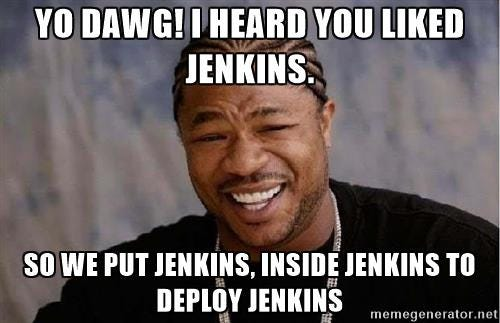 YO DAWG! I HEARD YOU LIKED
JENKINS.
SO WE PUT JENKINS, INSIDE JENKINS TO
DEPLOY JENKINS
memegenerator.net